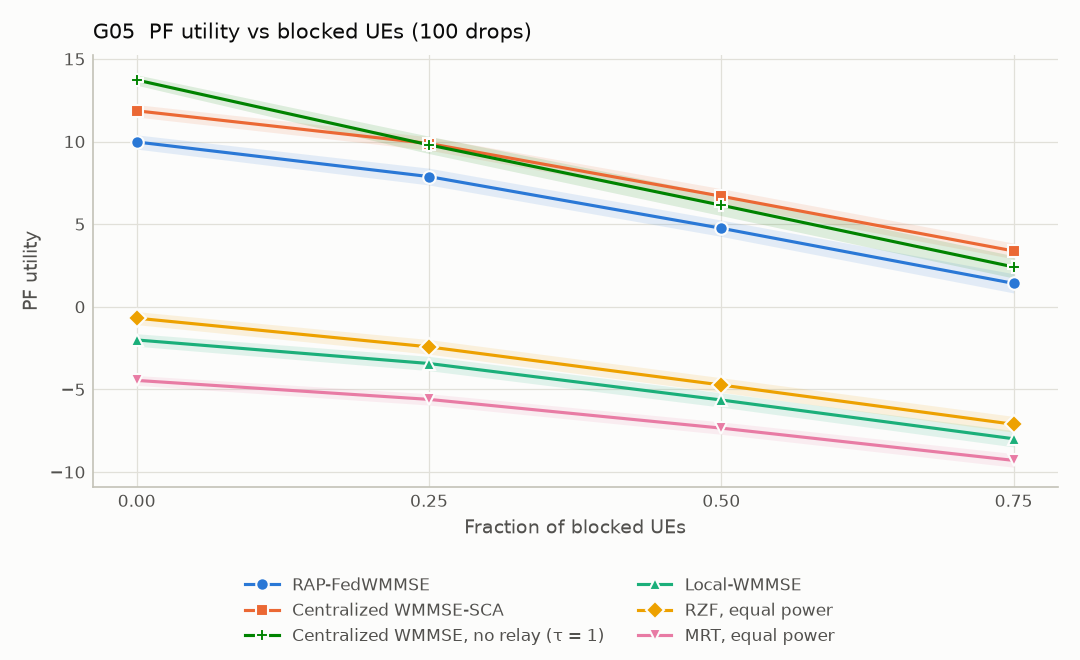 G05  PF utility vs blocked UEs (100 drops)
15
10
5
0
−5
−10
PF utility
0.00 0.25 0.50 0.75
Fraction of blocked UEs
RAP-FedWMMSE
Centralized WMMSE-SCA
Centralized WMMSE, no relay (τ = 1)
Local-WMMSE
RZF, equal power
MRT, equal power